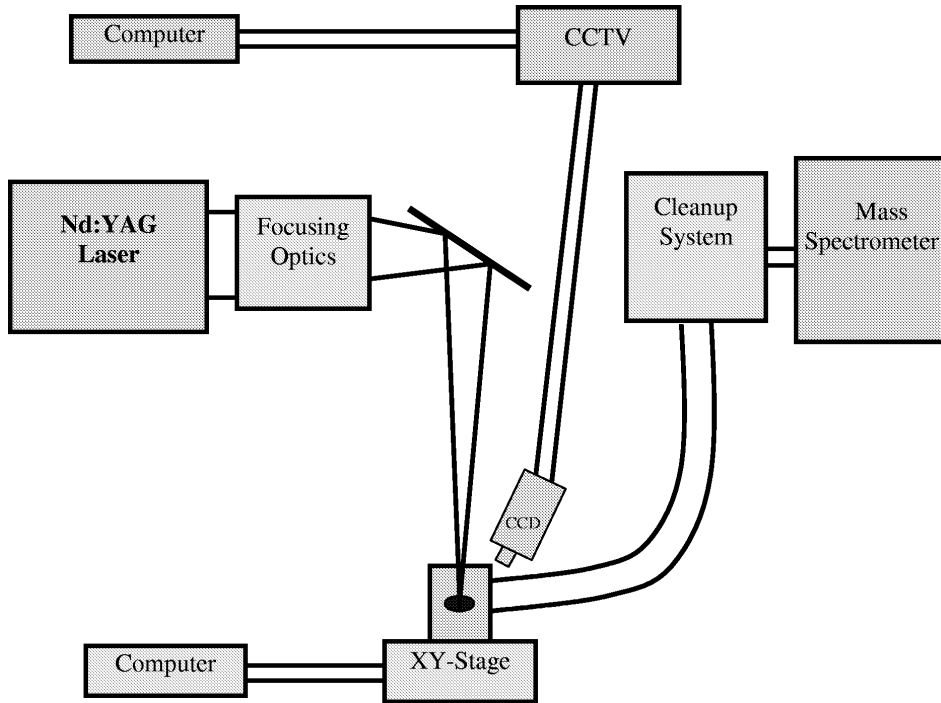 Computer
CCTV
Nd:YAG
Laser
Focusing
Optics
Cleanup
System
Mass
Spectrometer
CCD
XY-Stage
Computer